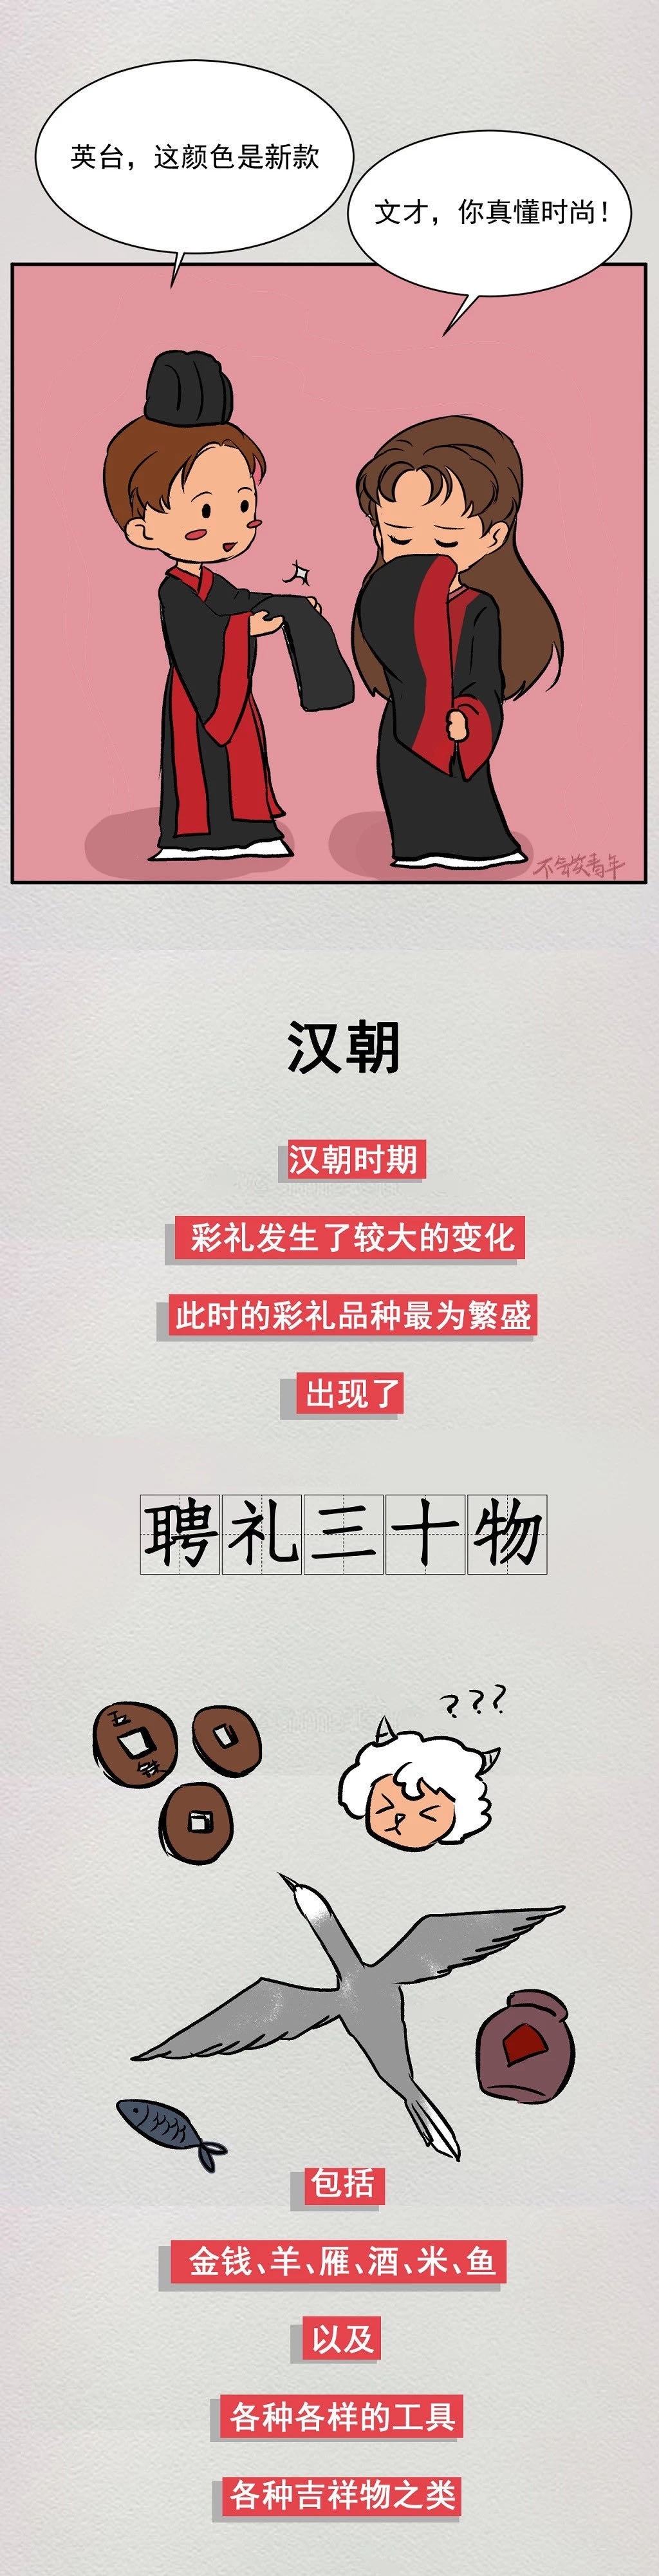 英台，这颜色是新款
文才，你真懂时尚！
不会笑青年
汉朝
汉朝时期
彩礼发生了较大的变化
此时的彩礼品种最为繁盛
出现了
聘礼三十物
???
五
铢
包括
金钱、羊、雁、酒、米、鱼
以及
各种各样的工具
各种吉祥物之类